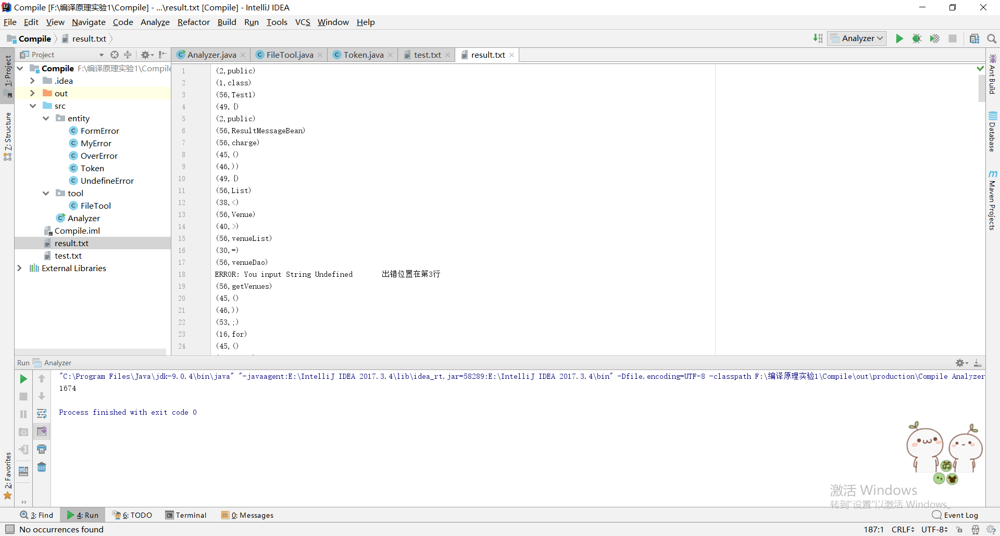 Compile [F:\编译原理实验1\Compile] - ...\result.txt [Compile] - IntelliJ IDEA
File Edit View Navigate Code Analyze Refactor Build Run Tools VCS Window Help
Compile result.txt Analyzer
Project Analyzer.java FileTool.java Token.java test.txt result.txt
1: Project
7: Structure
2: Favorites
Compile F:\编译原理实验1\Compile
.idea
out
src
entity
FormError
MyError
OverError
Token
UndefineError
tool
FileTool
Analyzer
Compile.iml
result.txt
test.txt
External Libraries
1 (2,public)
2 (1,class)
3 (56,Test1)
4 (49,{)
5 (2,public)
6 (56,ResultMessageBean)
7 (56,charge)
8 (45,()
9 (46,))
10 (49,{)
11 (56,List)
12 (38,<)
13 (56,Venue)
14 (40,>)
15 (56,venueList)
16 (30,=)
17 (56,venueDao)
18 ERROR: You input String Undefined 出错位置在第3行
19 (56,getVenues)
20 (45,()
21 (46,))
22 (53,;)
23 (16,for)
24 (45,()
Ant Build
Database
Maven Projects
Run Analyzer
"C:\Program Files\Java\jdk-9.0.4\bin\java" "-javaagent:E:\IntelliJ IDEA 2017.3.4\lib\idea_rt.jar=58289:E:\IntelliJ IDEA 2017.3.4\bin" -Dfile.encoding=UTF-8 -classpath F:\编译原理实验1\Compile\out\production\Compile Analyzer
1674
Process finished with exit code 0
英
激活 Windows
转到"设置"以激活 Windows。
3: Find 4: Run 6: TODO Terminal 0: Messages Event Log
No occurrences found 187:1 CRLF UTF-8